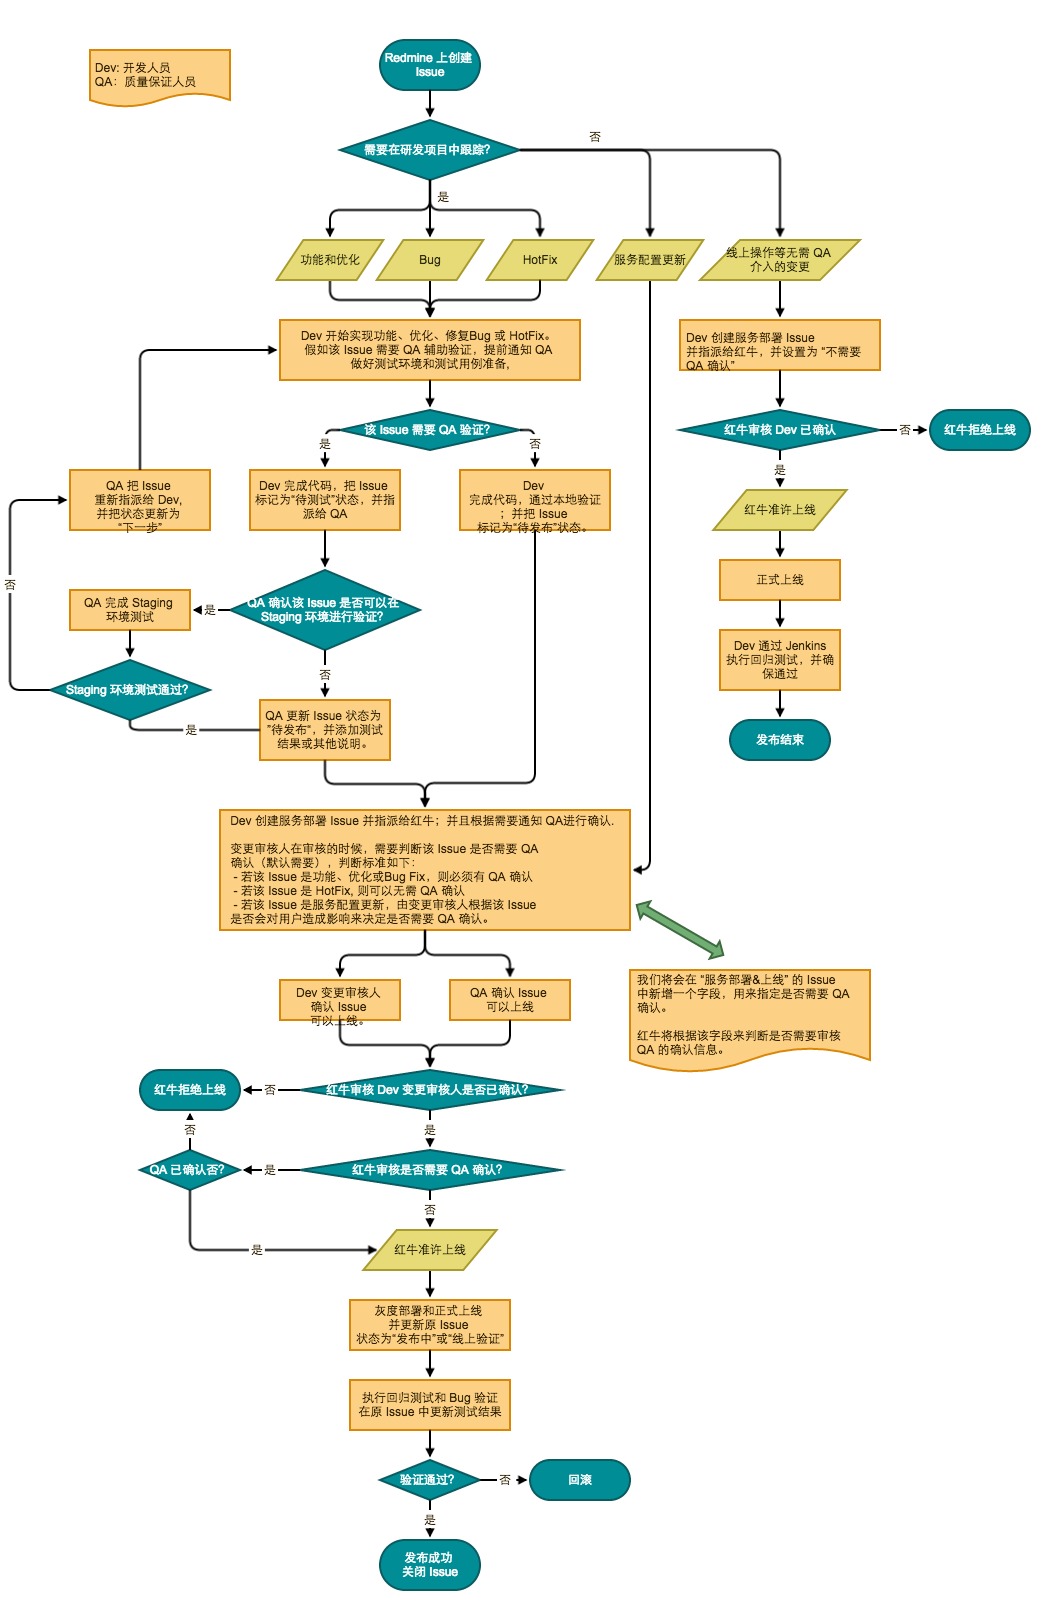 Redmine 上创建
Issue
Dev: 开发人员
QA：质量保证人员
需要在研发项目中跟踪?
否
是
功能和优化
Bug
HotFix
服务配置更新
线上操作等无需 QA
介入的变更
Dev 开始实现功能、优化、修复Bug 或 HotFix。
假如该 Issue 需要 QA 辅助验证，提前通知 QA
做好测试环境和测试用例准备,
Dev 创建服务部署 Issue
并指派给红牛，并设置为 “不需要
QA 确认”
该 Issue 需要 QA 验证?
是
否
红牛审核 Dev 已确认
否
红牛拒绝上线
是
QA 把 Issue
重新指派给 Dev,
并把状态更新为
“下一步”
Dev 完成代码，把 Issue
标记为“待测试”状态，并指
派给 QA
Dev
完成代码，通过本地验证
；并把 Issue
标记为“待发布”状态。
红牛准许上线
正式上线
否
QA 完成 Staging
环境测试
是
QA 确认该 Issue 是否可以在
Staging 环境进行验证?
Dev 通过 Jenkins
执行回归测试，并确
保通过
否
Staging 环境测试通过?
是
QA 更新 Issue 状态为
”待发布“，并添加测试
结果或其他说明。
发布结束
Dev 创建服务部署 Issue 并指派给红牛；并且根据需要通知 QA进行确认.
变更审核人在审核的时候，需要判断该 Issue 是否需要 QA
确认（默认需要），判断标准如下：
- 若该 Issue 是功能、优化或Bug Fix，则必须有 QA 确认
- 若该 Issue 是 HotFix, 则可以无需 QA 确认
- 若该 Issue 是服务配置更新，由变更审核人根据该 Issue
是否会对用户造成影响来决定是否需要 QA 确认。
Dev 变更审核人
确认 Issue
可以上线。
QA 确认 Issue
可以上线
我们将会在 “服务部署&上线” 的 Issue
中新增一个字段，用来指定是否需要 QA
确认。
红牛将根据该字段来判断是否需要审核
QA 的确认信息。
红牛拒绝上线
否
红牛审核 Dev 变更审核人是否已确认?
否
是
QA 已确认否?
是
红牛审核是否需要 QA 确认?
否
是
红牛准许上线
灰度部署和正式上线
并更新原 Issue
状态为“发布中”或“线上验证”
执行回归测试和 Bug 验证
在原 Issue 中更新测试结果
验证通过?
否
回滚
是
发布成功
关闭 Issue